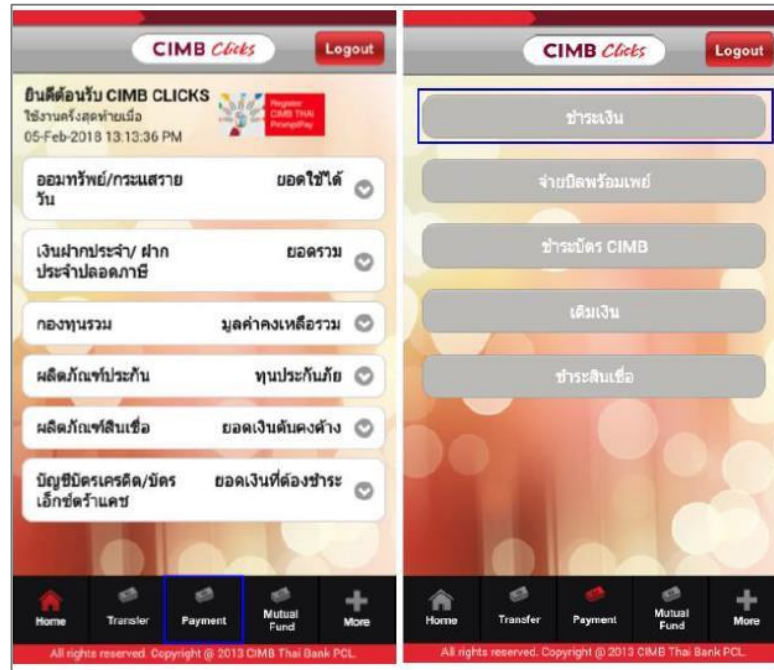 CIMB Clicks
Logout
ยินดีต้อนรับ CIMB CLICKS
ใช้งานครั้งสุดท้ายเมื่อ
05-Feb-2018 13:13:36 PM
Register
CIMB THAI
PromptPay
ออมทรัพย์/กระแสราย
วัน
ยอดใช้ได้
เงินฝากประจำ/ ฝาก
ประจำปลอดภาษี
ยอดรวม
กองทุนรวม
มูลค่าคงเหลือรวม
ผลิตภัณฑ์ประกัน
ทุนประกันภัย
ผลิตภัณฑ์สินเชื่อ
ยอดเงินต้นคงค้าง
บัญชีบัตรเครดิต/บัตร
เอ็กซ์ตร้าแคช
ยอดเงินที่ต้องชำระ
Home
Transfer
Payment
Mutual
Fund
More
All rights reserved. Copyright @ 2013 CIMB Thai Bank PCL.
CIMB Clicks
Logout
ชำระเงิน
จ่ายบิลพร้อมเพย์
ชำระบัตร CIMB
เติมเงิน
ชำระสินเชื่อ
Home
Transfer
Payment
Mutual
Fund
More
All rights reserved. Copyright @ 2013 CIMB Thai Bank PCL.